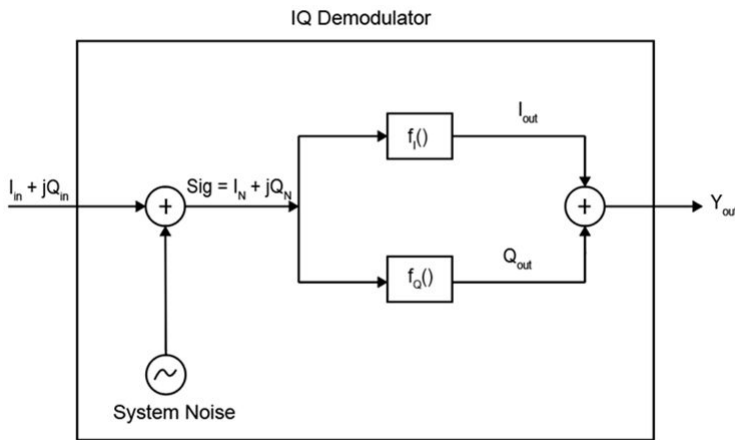 IQ Demodulator
I_in + jQ_in
Sig = I_N + jQ_N
f_I()
I_out
f_Q()
Q_out
Y_out
System Noise